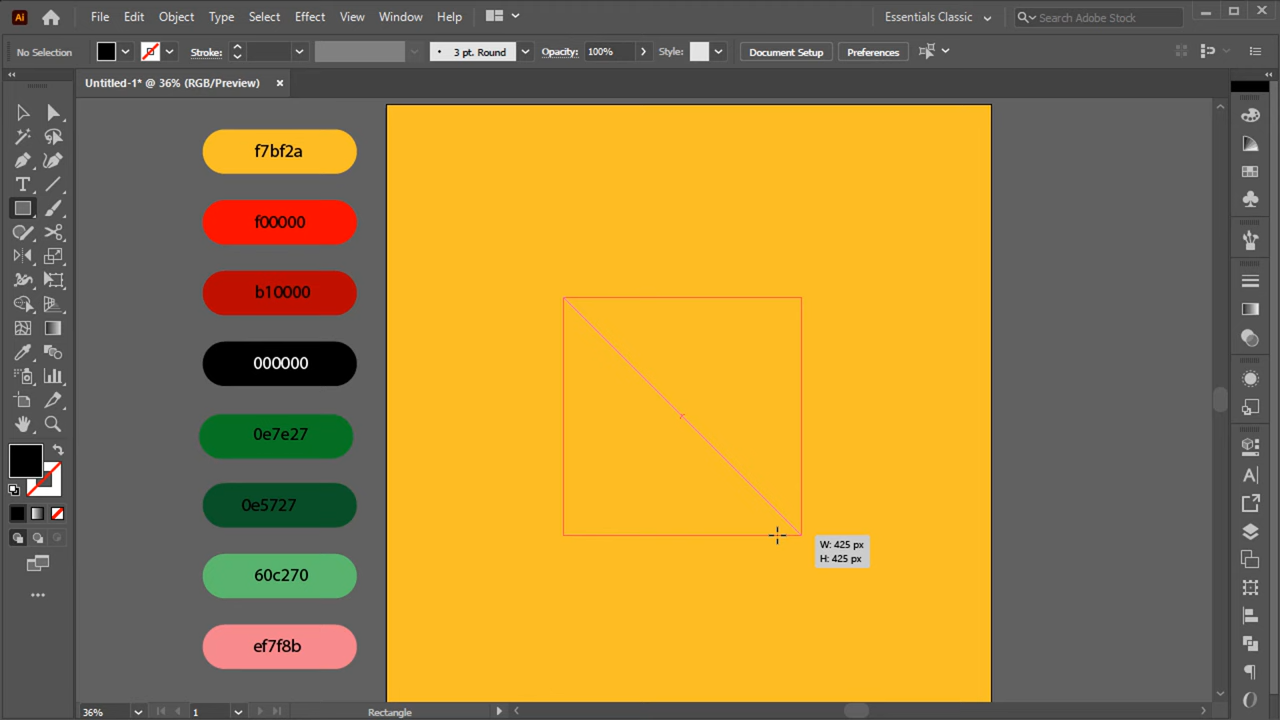 Ai File Edit Object Type Select Effect View Window Help Essentials Classic Search Adobe Stock
No Selection Stroke: 3 pt. Round Opacity: 100% Style: Document Setup Preferences
Untitled-1* @ 36% (RGB/Preview)
f7bf2a
f00000
b10000
000000
0e7e27
0e5727
60c270
ef7f8b
W: 425 px
H: 425 px
36% 1 Rectangle